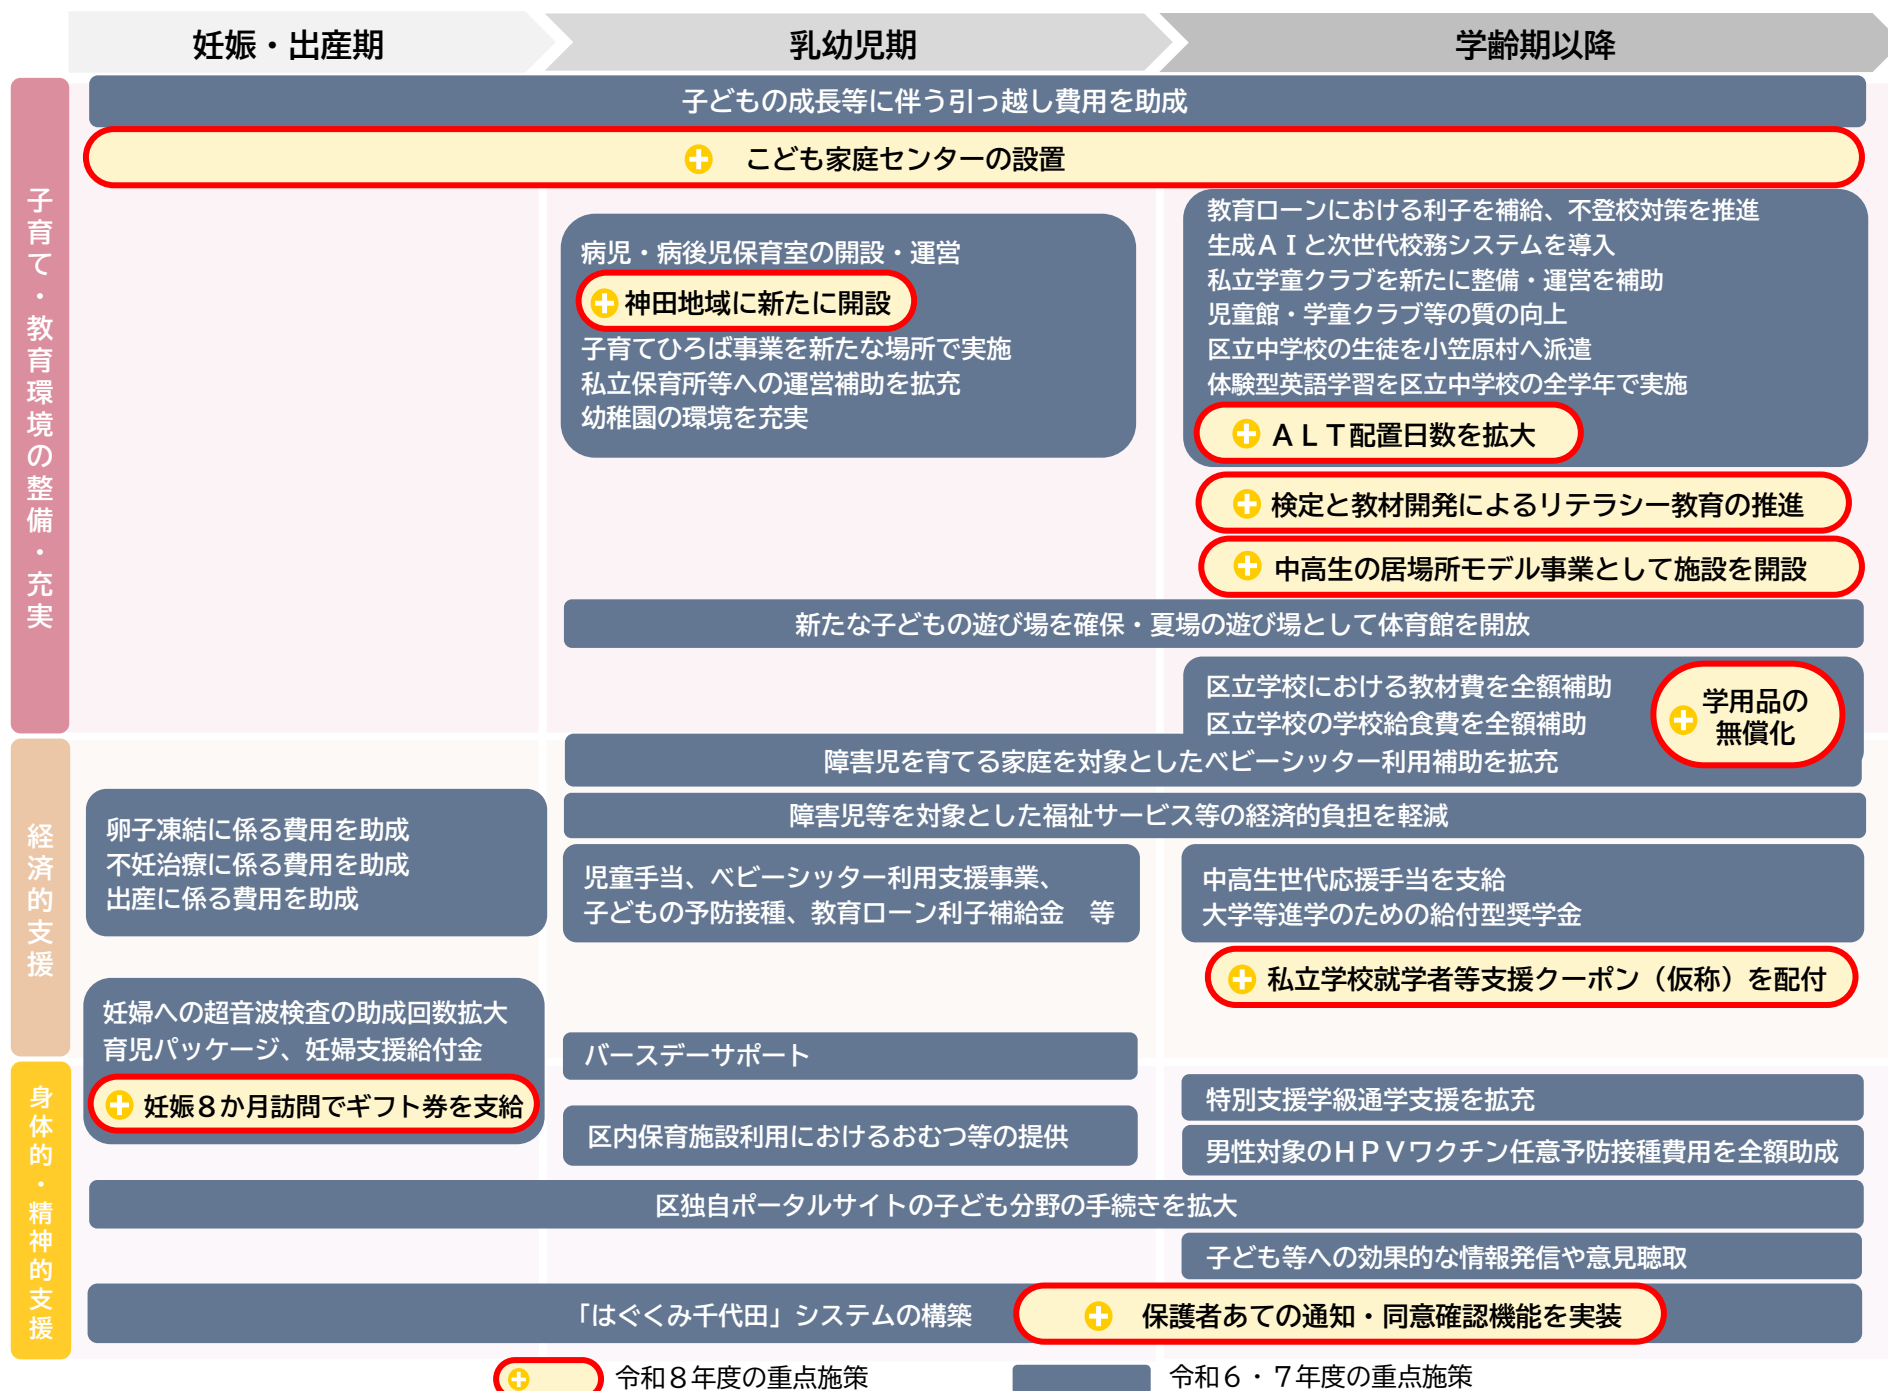 妊娠・出産期
乳幼児期
学齢期以降
子育て・教育環境の整備・充実
子どもの成長等に伴う引っ越し費用を助成
こども家庭センターの設置
病児・病後児保育室の開設・運営
神田地域に新たに開設
子育てひろば事業を新たな場所で実施
私立保育所等への運営補助を拡充
幼稚園の環境を充実
教育ローンにおける利子を補給、不登校対策を推進
生成ＡＩと次世代校務システムを導入
私立学童クラブを新たに整備・運営を補助
児童館・学童クラブ等の質の向上
区立中学校の生徒を小笠原村へ派遣
体験型英語学習を区立中学校の全学年で実施
ＡＬＴ配置日数を拡大
検定と教材開発によるリテラシー教育の推進
中高生の居場所モデル事業として施設を開設
新たな子どもの遊び場を確保・夏場の遊び場として体育館を開放
区立学校における教材費を全額補助
区立学校の学校給食費を全額補助
学用品の
無償化
経済的支援
障害児を育てる家庭を対象としたベビーシッター利用補助を拡充
障害児等を対象とした福祉サービス等の経済的負担を軽減
卵子凍結に係る費用を助成
不妊治療に係る費用を助成
出産に係る費用を助成
児童手当、ベビーシッター利用支援事業、
子どもの予防接種、教育ローン利子補給金　等
中高生世代応援手当を支給
大学等進学のための給付型奨学金
私立学校就学者等支援クーポン（仮称）を配付
妊婦への超音波検査の助成回数拡大
育児パッケージ、妊婦支援給付金
妊娠８か月訪問でギフト券を支給
バースデーサポート
身体的・精神的支援
区内保育施設利用におけるおむつ等の提供
特別支援学級通学支援を拡充
男性対象のＨＰＶワクチン任意予防接種費用を全額助成
区独自ポータルサイトの子ども分野の手続きを拡大
子ども等への効果的な情報発信や意見聴取
「はぐくみ千代田」システムの構築
保護者あての通知・同意確認機能を実装
令和８年度の重点施策
令和６・７年度の重点施策